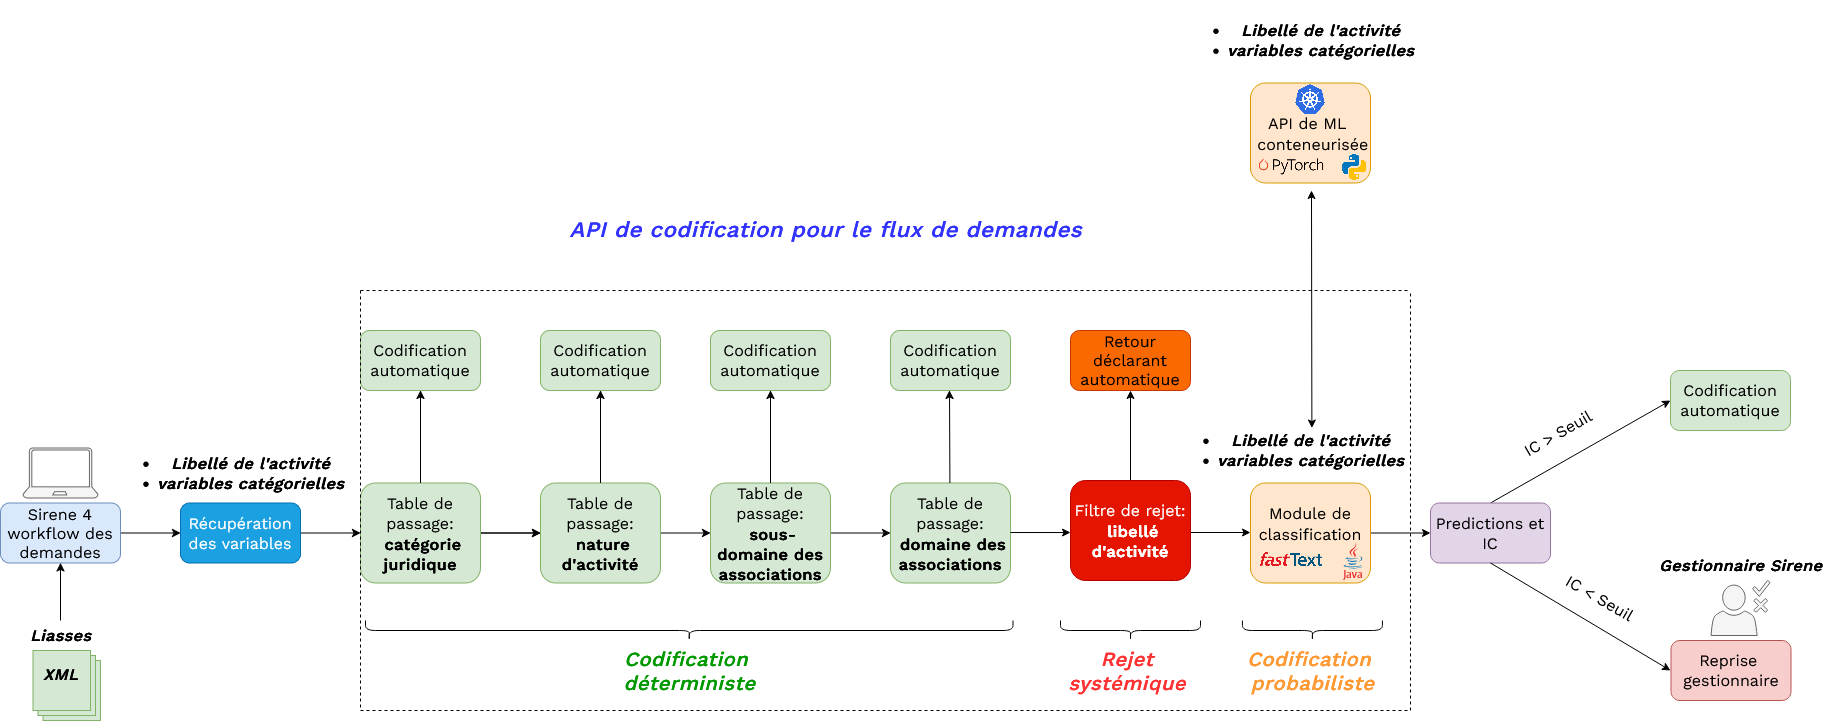 • Libellé de l'activité
• variables catégorielles
API de ML
conteneurisée
PyTorch
API de codification pour le flux de demandes
Codification
automatique
Codification
automatique
Codification
automatique
Codification
automatique
Retour
déclarant
automatique
• Libellé de l'activité
• variables catégorielles
• Libellé de l'activité
• variables catégorielles
Sirene 4
workflow des
demandes
Récupération
des variables
Table de
passage:
catégorie
juridique
Table de
passage:
nature
d'activité
Table de
passage:
sous-
domaine des
associations
Table de
passage:
domaine des
associations
Filtre de rejet:
libellé
d'activité
Module de
classification
fastText
Java
Predictions et
IC
IC > Seuil
Codification
automatique
IC < Seuil
Gestionnaire Sirene
Reprise
gestionnaire
Liasses
XML
Codification
déterministe
Rejet
systémique
Codification
probabiliste